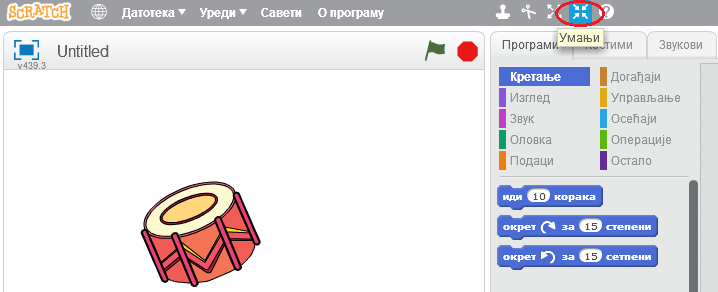 SCRATCH Датотека Уреди Савети О програму ?
Умањи
Untitled
v439.3
Програми Костими Звукови
Кретање Догађаји
Изглед Управљање
Звук Осећаји
Оловка Операције
Подаци Остало
иди 10 корака
окрет за 15 степени
окрет за 15 сетпени